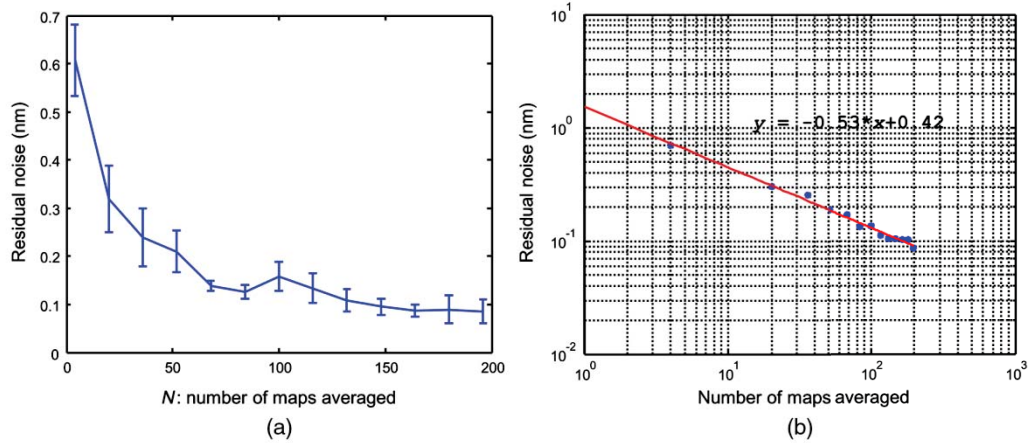 0.7
0.6
0.5
0.4
0.3
0.2
0.1
0
Residual noise (nm)
0 50 100 150 200
N: number of maps averaged
(a)
10^1
10^0
10^-1
10^-2
Residual noise (nm)
y = -0.53*x+0.42
10^0 10^1 10^2 10^3
Number of maps averaged
(b)